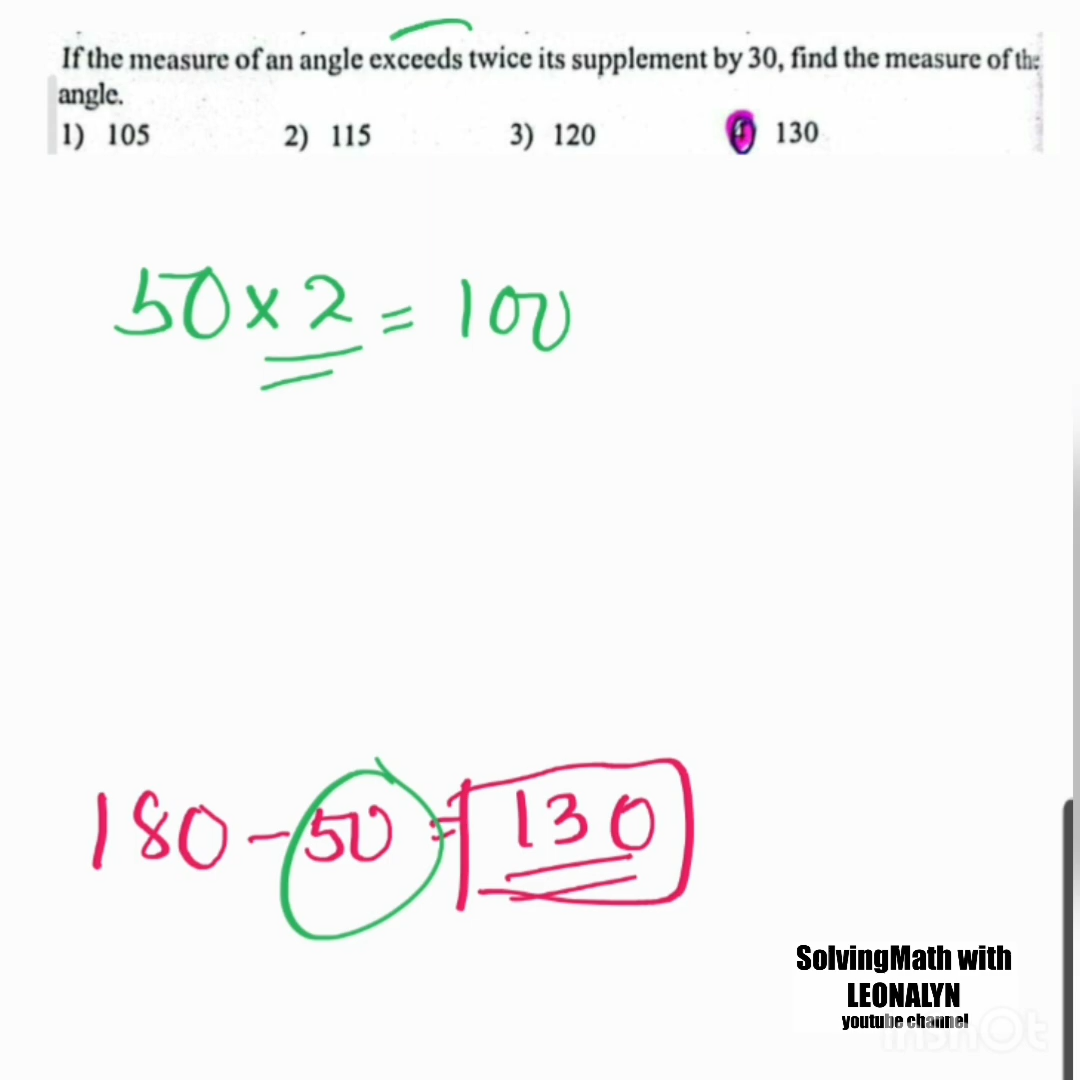 If the measure of an angle exceeds twice its supplement by 30, find the measure of the
angle.
1) 105 2) 115 3) 120 4) 130
50 × 2 = 100
180 - 50 = 130
SolvingMath with
LEONALYN
youtube channel